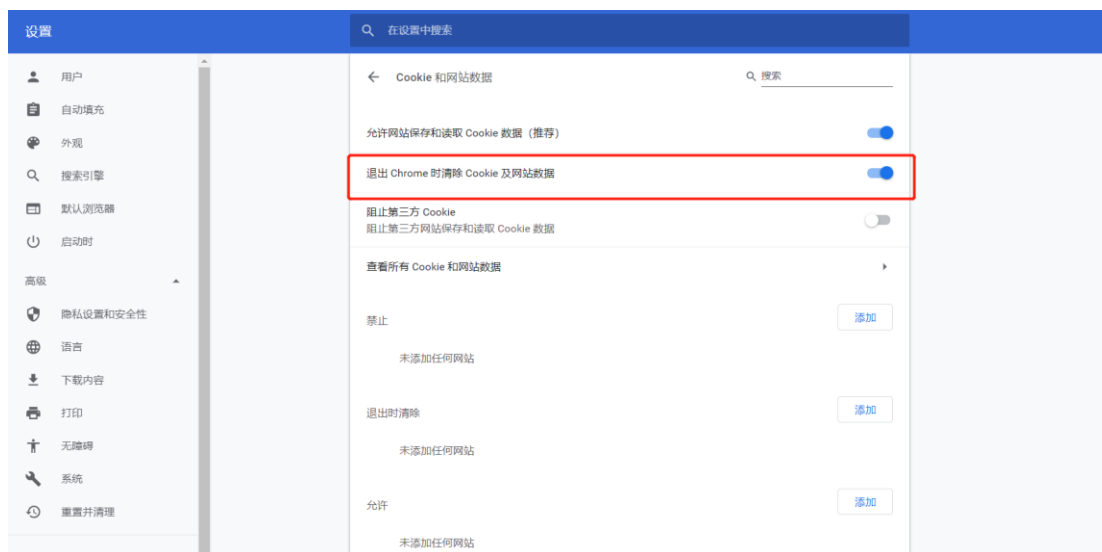 设置
在设置中搜索
用户
自动填充
外观
搜索引擎
默认浏览器
启动时
高级
隐私设置和安全性
语言
下载内容
打印
无障碍
系统
重置并清理
Cookie 和网站数据
搜索
允许网站保存和读取 Cookie 数据（推荐）
退出 Chrome 时清除 Cookie 及网站数据
阻止第三方 Cookie
阻止第三方网站保存和读取 Cookie 数据
查看所有 Cookie 和网站数据
禁止
添加
未添加任何网站
退出时清除
添加
未添加任何网站
允许
添加
未添加任何网站